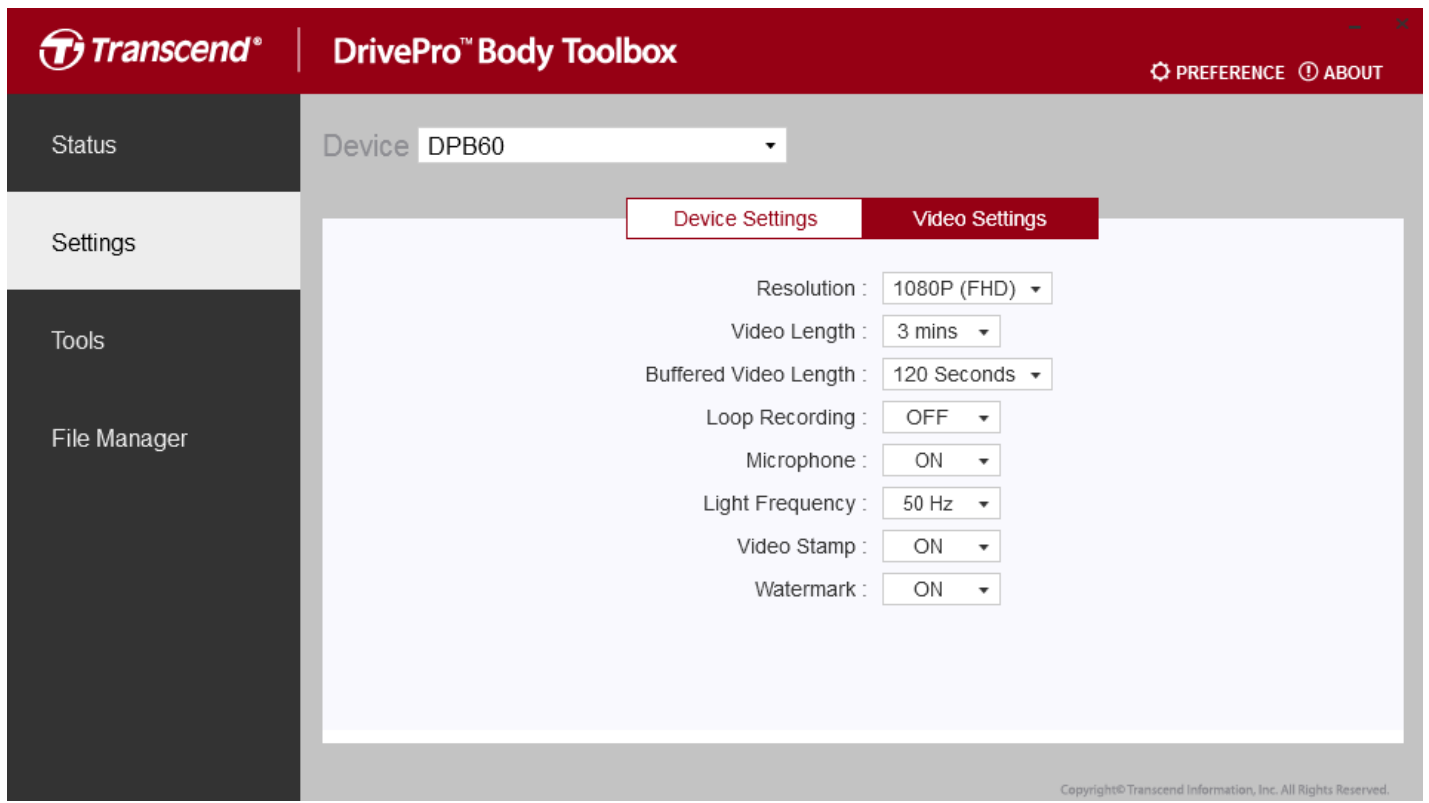 Transcend® DrivePro™ Body Toolbox
PREFERENCE ABOUT
Status
Settings
Tools
File Manager
Device DPB60
Device Settings Video Settings
Resolution : 1080P (FHD)
Video Length : 3 mins
Buffered Video Length : 120 Seconds
Loop Recording : OFF
Microphone : ON
Light Frequency : 50 Hz
Video Stamp : ON
Watermark : ON
Copyright© Transcend Information, Inc. All Rights Reserved.